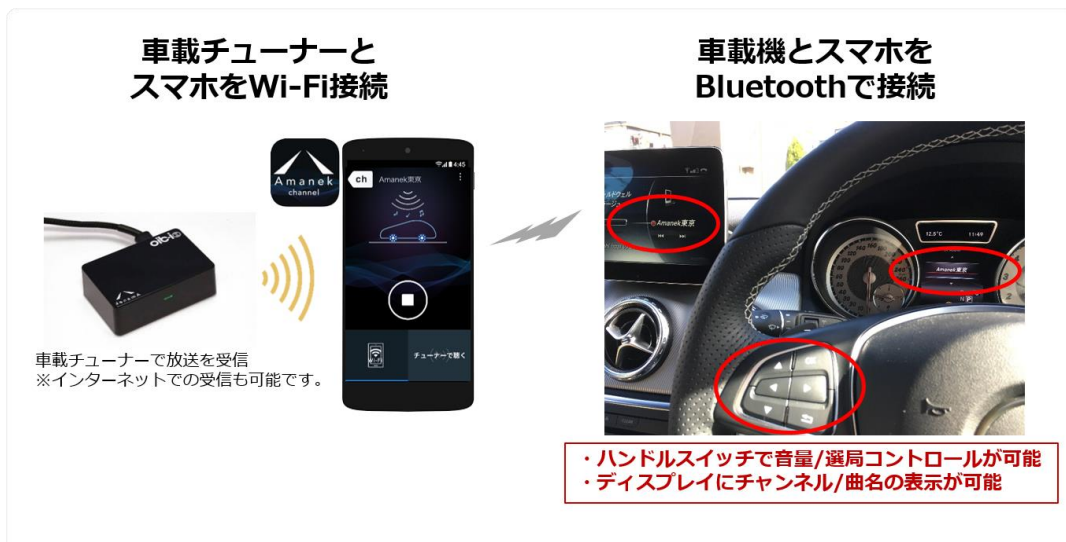 車載チューナーと
スマホをWi-Fi接続
車載機とスマホを
Bluetoothで接続
Amanek
channel
4:45
ch Amanek東京
チューナーで聴く
車載チューナーで放送を受信
※インターネットでの受信も可能です。
Amanek東京
12.5°C 11:49
Amanek東京
・ハンドルスイッチで音量/選局コントロールが可能
・ディスプレイにチャンネル/曲名の表示が可能